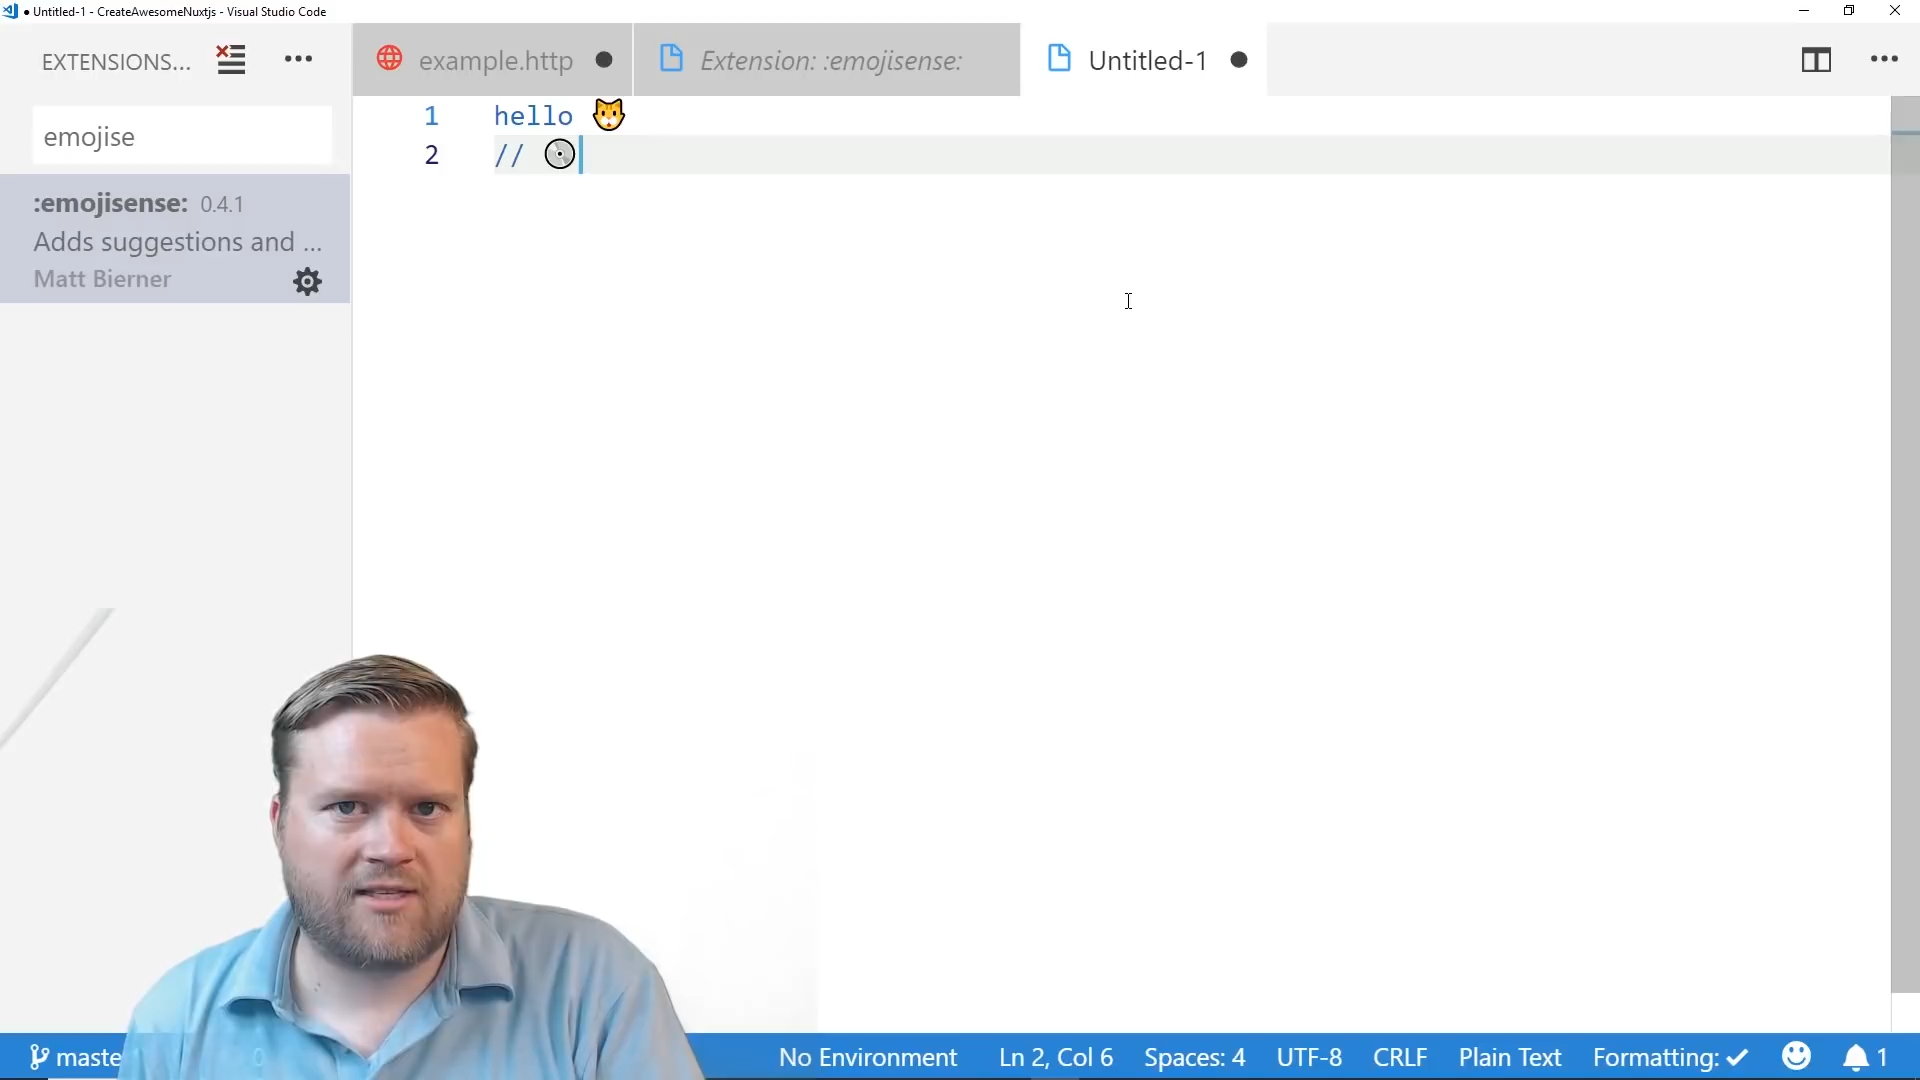 ● Untitled-1 - CreateAwesomeNuxtjs - Visual Studio Code
EXTENSIONS...
example.http
Extension: :emojisense:
Untitled-1
emojise
:emojisense: 0.4.1
Adds suggestions and ...
Matt Bierner
1 hello 🐱
2 // 💿
maste
0
No Environment
Ln 2, Col 6
Spaces: 4
UTF-8
CRLF
Plain Text
Formatting: ✓
1